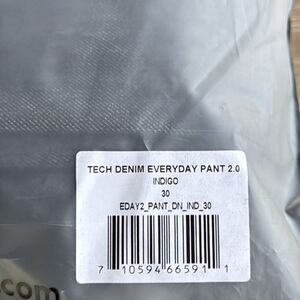 TECH DENIM EVERYDAY PANT 2.0
INDIGO
30
EDAY2_PANT_DN_IND_30
7 10594 66591 1
.com